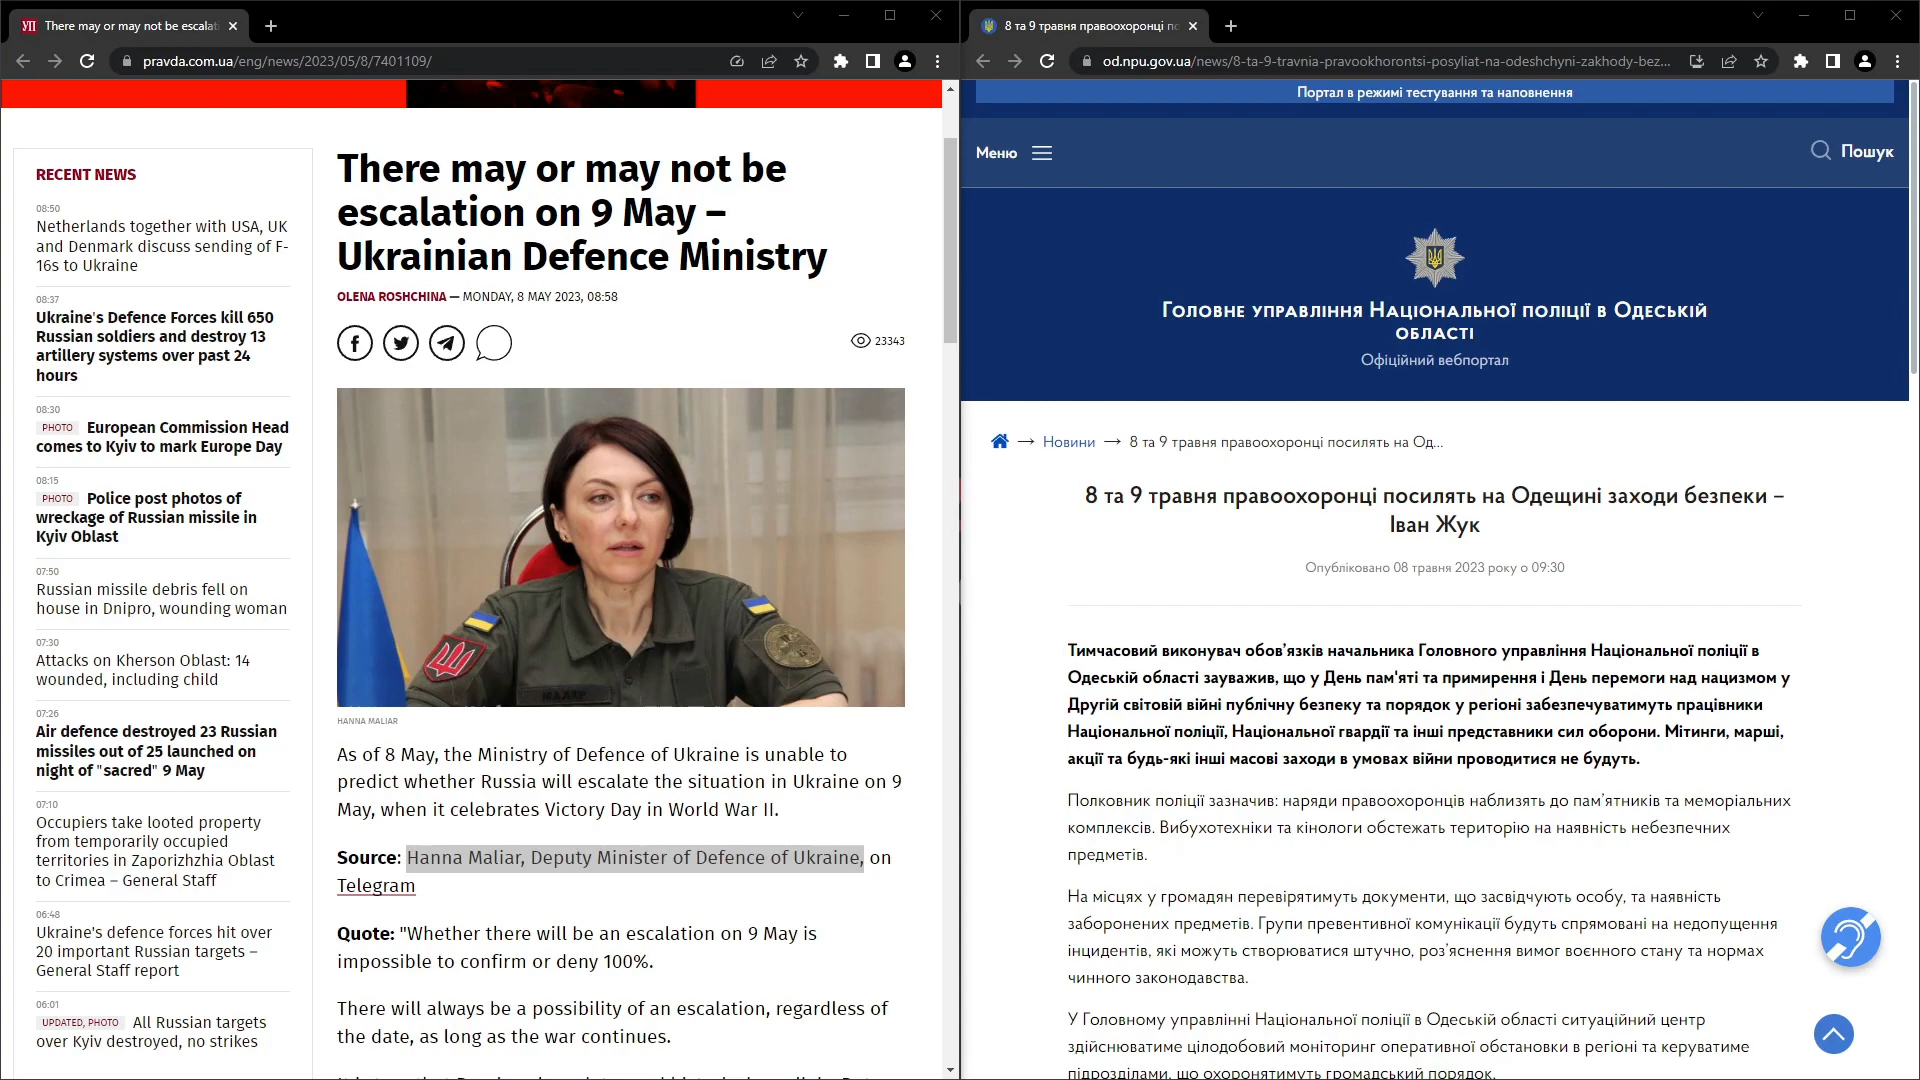 There may or may not be escalati
pravda.com.ua/eng/news/2023/05/8/7401109/
RECENT NEWS
08:50
Netherlands together with USA, UK
and Denmark discuss sending of F-
16s to Ukraine
08:37
Ukraine's Defence Forces kill 650
Russian soldiers and destroy 13
artillery systems over past 24
hours
08:30
PHOTO European Commission Head
comes to Kyiv to mark Europe Day
08:15
PHOTO Police post photos of
wreckage of Russian missile in
Kyiv Oblast
07:50
Russian missile debris fell on
house in Dnipro, wounding woman
07:30
Attacks on Kherson Oblast: 14
wounded, including child
07:26
Air defence destroyed 23 Russian
missiles out of 25 launched on
night of "sacred" 9 May
07:10
Occupiers take looted property
from temporarily occupied
territories in Zaporizhzhia Oblast
to Crimea – General Staff
06:48
Ukraine's defence forces hit over
20 important Russian targets –
General Staff report
06:01
UPDATED, PHOTO All Russian targets
over Kyiv destroyed, no strikes
There may or may not be
escalation on 9 May –
Ukrainian Defence Ministry
OLENA ROSHCHINA — MONDAY, 8 MAY 2023, 08:58
23343
HANNA MALIAR
As of 8 May, the Ministry of Defence of Ukraine is unable to
predict whether Russia will escalate the situation in Ukraine on 9
May, when it celebrates Victory Day in World War II.
Source: Hanna Maliar, Deputy Minister of Defence of Ukraine, on
Telegram
Quote: "Whether there will be an escalation on 9 May is
impossible to confirm or deny 100%.
There will always be a possibility of an escalation, regardless of
the date, as long as the war continues.
8 та 9 травня правоохоронці по
od.npu.gov.ua/news/8-ta-9-travnia-pravookhorontsi-posyliat-na-odeshchyni-zakhody-bez...
Портал в режимі тестування та наповнення
Меню
Пошук
Головне управління Національної поліції в Одеській
області
Офіційний вебпортал
Новини → 8 та 9 травня правоохоронці посилять на Од...
8 та 9 травня правоохоронці посилять на Одещині заходи безпеки –
Іван Жук
Опубліковано 08 травня 2023 року о 09:30
Тимчасовий виконувач обов'язків начальника Головного управління Національної поліції в
Одеській області зауважив, що у День пам'яті та примирення і День перемоги над нацизмом у
Другій світовій війні публічну безпеку та порядок у регіоні забезпечуватимуть працівники
Національної поліції, Національної гвардії та інші представники сил оборони. Мітинги, марші,
акції та будь-які інші масові заходи в умовах війни проводитися не будуть.
Полковник поліції зазначив: наряди правоохоронців наблизять до пам'ятників та меморіальних
комплексів. Вибухотехніки та кінологи обстежать територію на наявність небезпечних
предметів.
На місцях у громадян перевірятимуть документи, що засвідчують особу, та наявність
заборонених предметів. Групи превентивної комунікації будуть спрямовані на недопущення
інцидентів, які можуть створюватися штучно, роз'яснення вимог воєнного стану та нормах
чинного законодавства.
У Головному управлінні Національної поліції в Одеській області ситуаційний центр
здійснюватиме цілодобовий моніторинг оперативної обстановки в регіоні та керуватиме
підрозділами, що охоронятимуть громадський порядок.